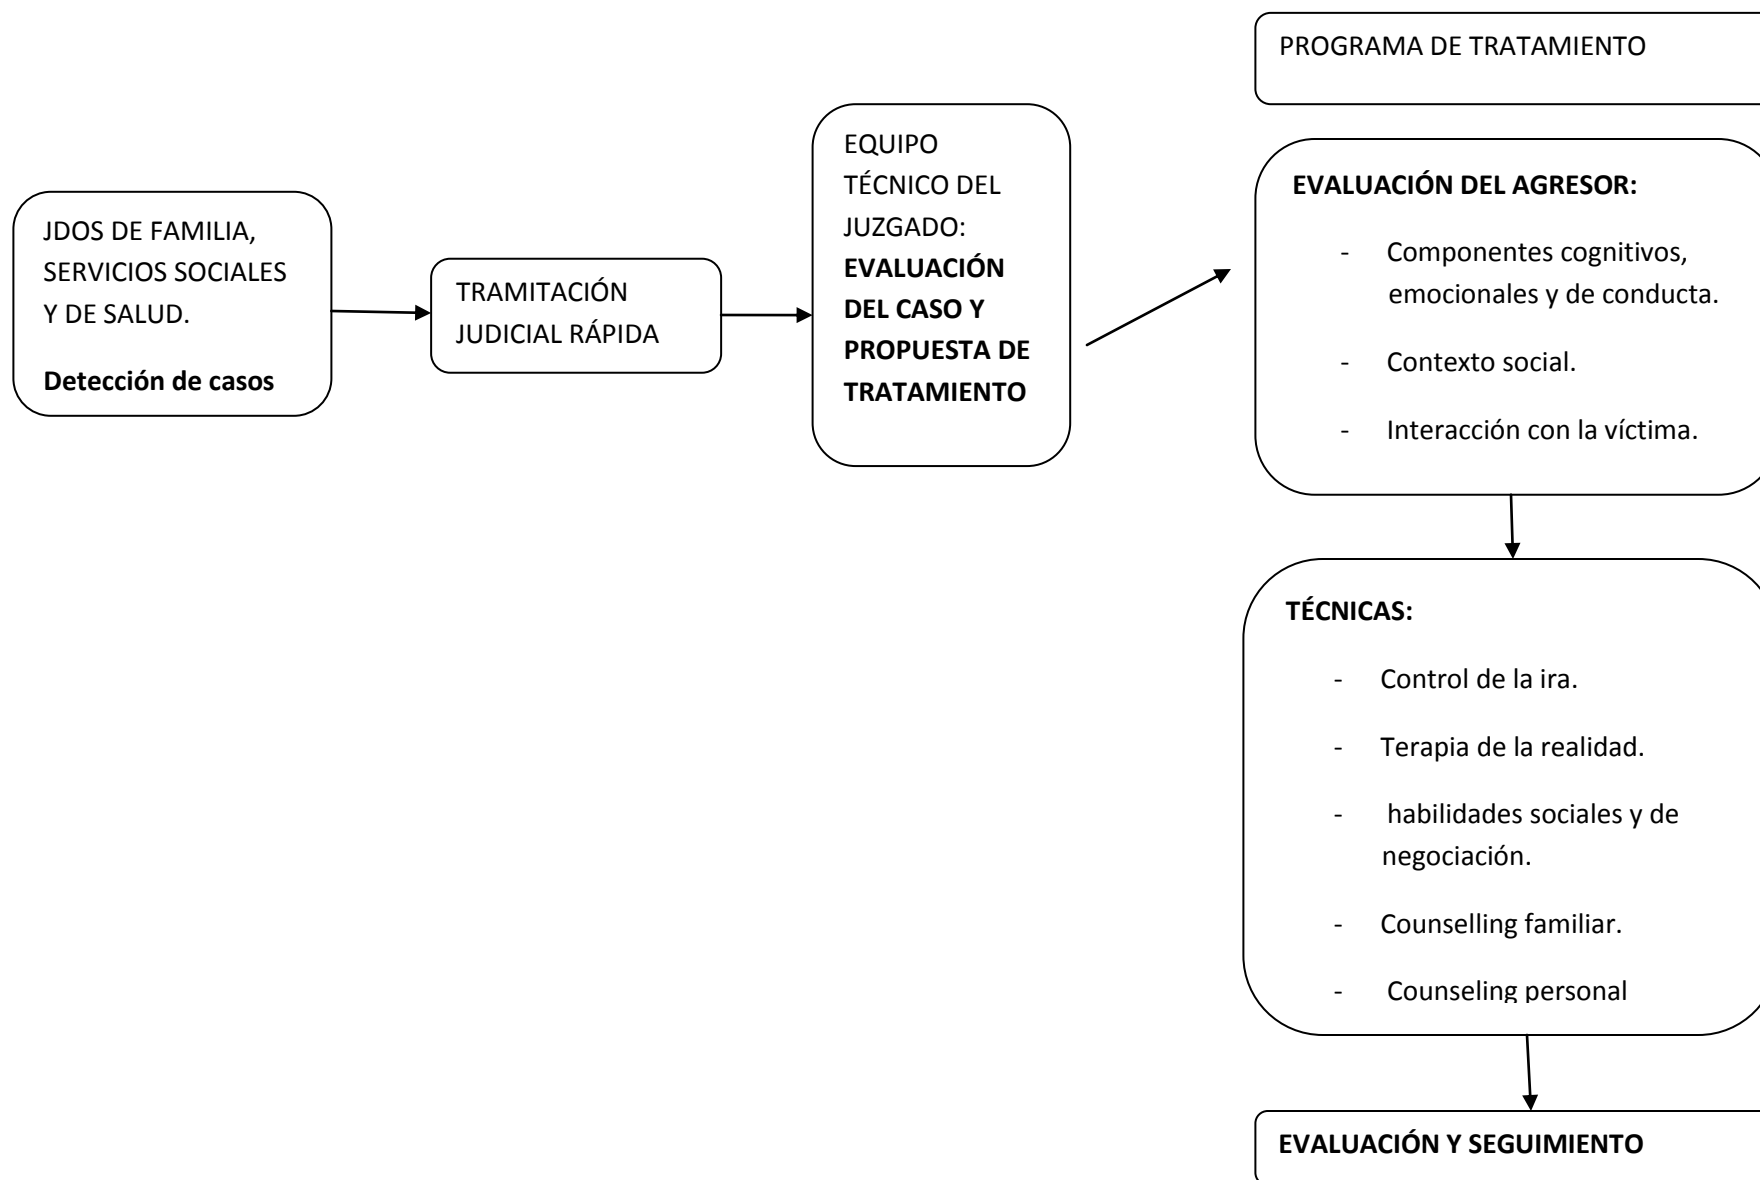 JDOS DE FAMILIA,
SERVICIOS SOCIALES
Y DE SALUD.
Detección de casos
TRAMITACIÓN
JUDICIAL RÁPIDA
EQUIPO
TÉCNICO DEL
JUZGADO:
EVALUACIÓN
DEL CASO Y
PROPUESTA DE
TRATAMIENTO
PROGRAMA DE TRATAMIENTO
EVALUACIÓN DEL AGRESOR:
- Componentes cognitivos,
emocionales y de conducta.
- Contexto social.
- Interacción con la víctima.
TÉCNICAS:
- Control de la ira.
- Terapia de la realidad.
- habilidades sociales y de
negociación.
- Counselling familiar.
- Counseling personal
EVALUACIÓN Y SEGUIMIENTO